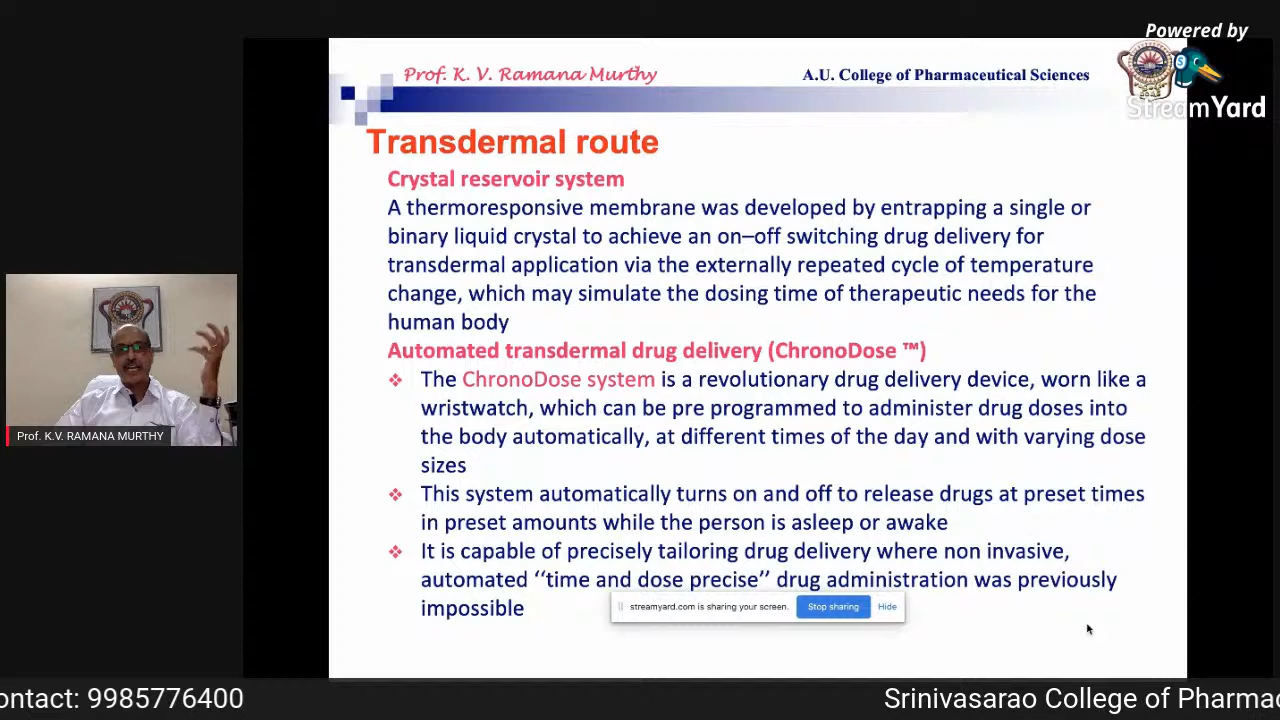 Powered by
StreamYard
Prof. K. V. Ramana Murthy
A.U. College of Pharmaceutical Sciences
Transdermal route
Crystal reservoir system
A thermoresponsive membrane was developed by entrapping a single or
binary liquid crystal to achieve an on–off switching drug delivery for
transdermal application via the externally repeated cycle of temperature
change, which may simulate the dosing time of therapeutic needs for the
human body
Automated transdermal drug delivery (ChronoDose ™)
❖ The ChronoDose system is a revolutionary drug delivery device, worn like a
wristwatch, which can be pre programmed to administer drug doses into
the body automatically, at different times of the day and with varying dose
sizes
❖ This system automatically turns on and off to release drugs at preset times
in preset amounts while the person is asleep or awake
❖ It is capable of precisely tailoring drug delivery where non invasive,
automated ‘‘time and dose precise’’ drug administration was previously
impossible
streamyard.com is sharing your screen. Stop sharing Hide
Prof. K.V. RAMANA MURTHY
ontact: 9985776400
Srinivasarao College of Pharmac